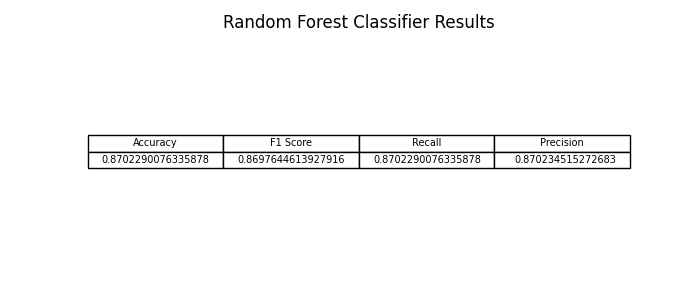 Random Forest Classifier Results
Accuracy F1 Score Recall Precision
0.8702290076335878 0.8697644613927916 0.8702290076335878 0.870234515272683